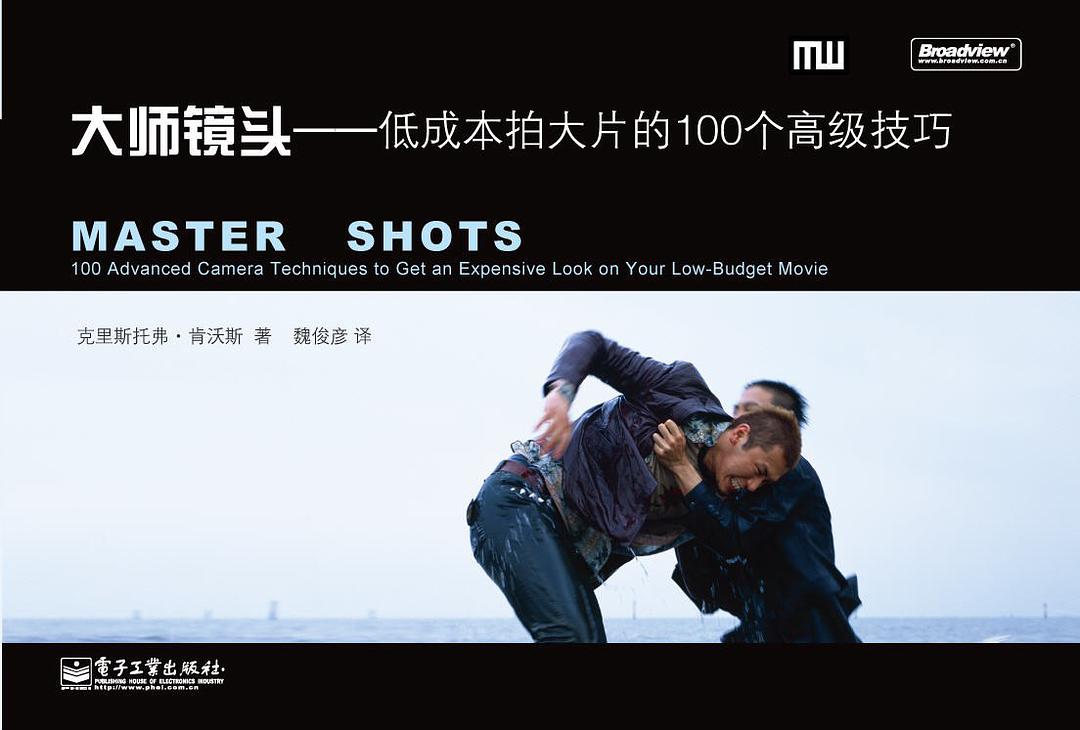 MW
Broadview®
www.broadview.com.cn
大师镜头——低成本拍大片的100个高级技巧
MASTER SHOTS
100 Advanced Camera Techniques to Get an Expensive Look on Your Low-Budget Movie
克里斯托弗·肯沃斯 著 魏俊彦 译
電子工業出版社·
PUBLISHING HOUSE OF ELECTRONICS INDUSTRY
http://www.phei.com.cn